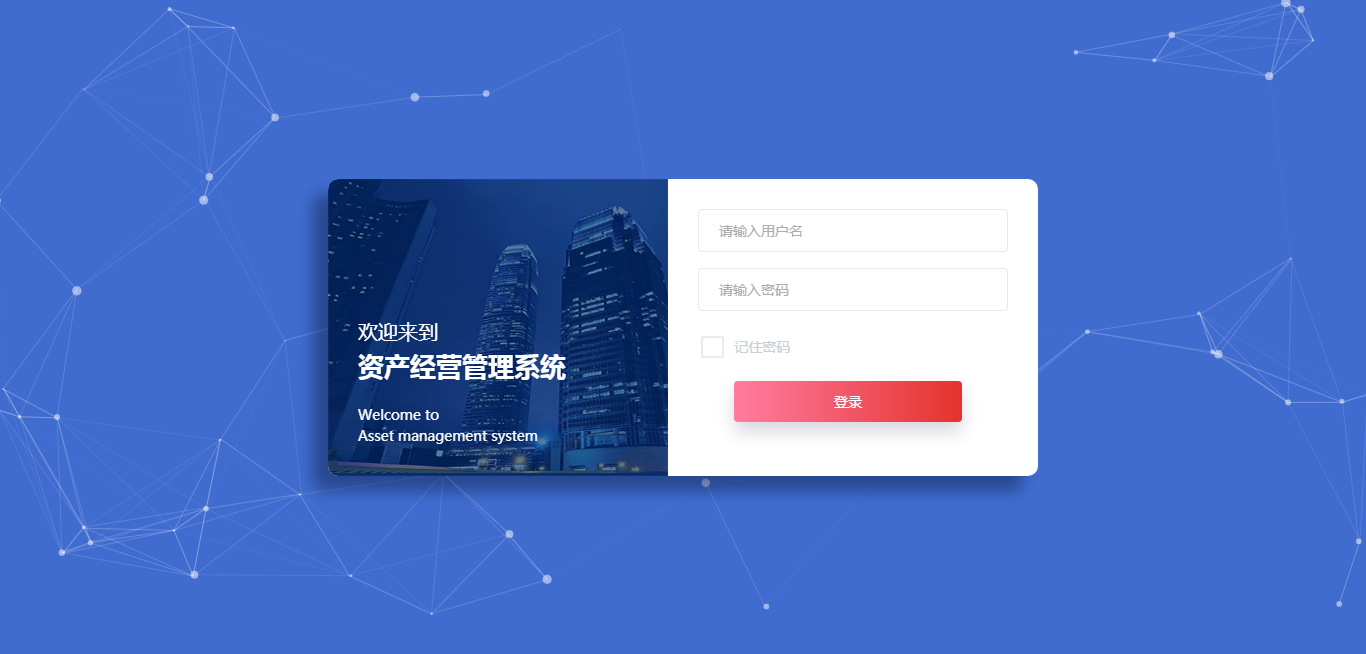 欢迎来到
资产经营管理系统
Welcome to
Asset management system
请输入用户名
请输入密码
记住密码
登录